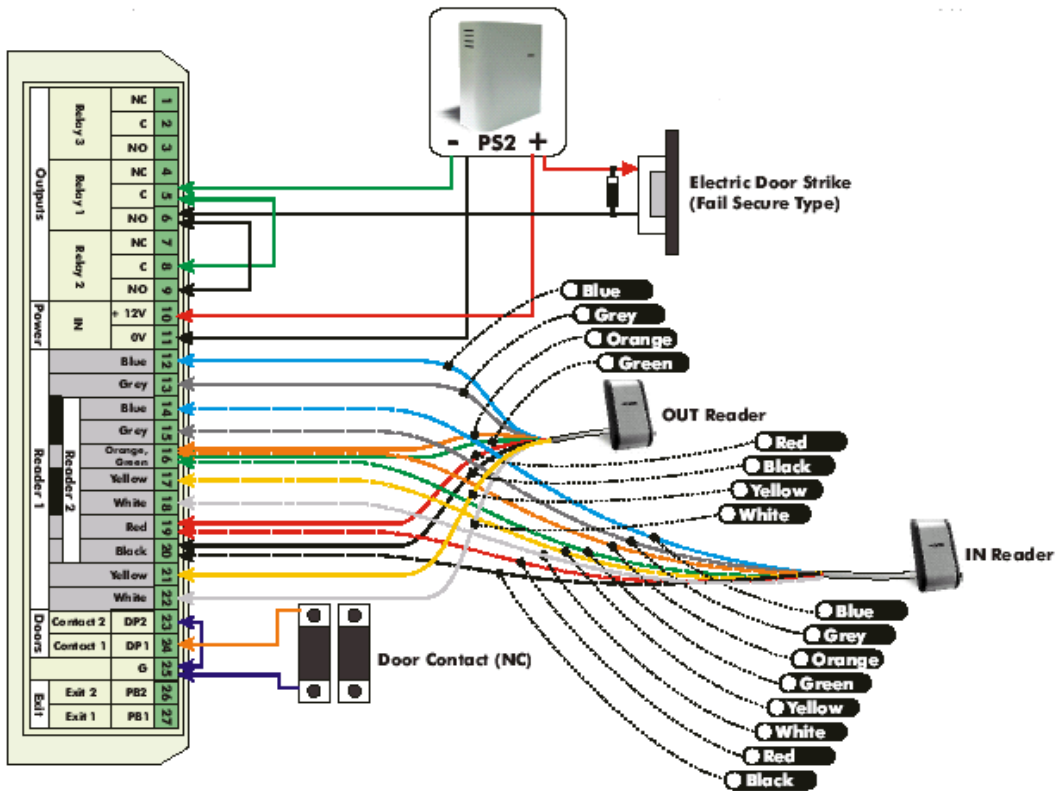 - PS2 +
Electric Door Strike
(Fail Secure Type)
Outputs
Relay 3
NC 1
C 2
NO 3
Relay 1
NC 4
C 5
NO 6
Relay 2
NC 7
C 8
NO 9
Power
IN
+ 12V 10
0V 11
Reader 1
Reader 2
Blue 12
Grey 13
Blue 14
Grey 15
Orange,
Green 16
Yellow 17
White 18
Red 19
Black 20
Yellow 21
White 22
Doors
Contact 2 DP2 23
Contact 1 DP1 24
G 25
Exit
Exit 2 PB2 26
Exit 1 PB1 27
Blue
Grey
Orange
Green
OUT Reader
Red
Black
Yellow
White
IN Reader
Blue
Grey
Orange
Green
Yellow
White
Red
Black
Door Contact (NC)